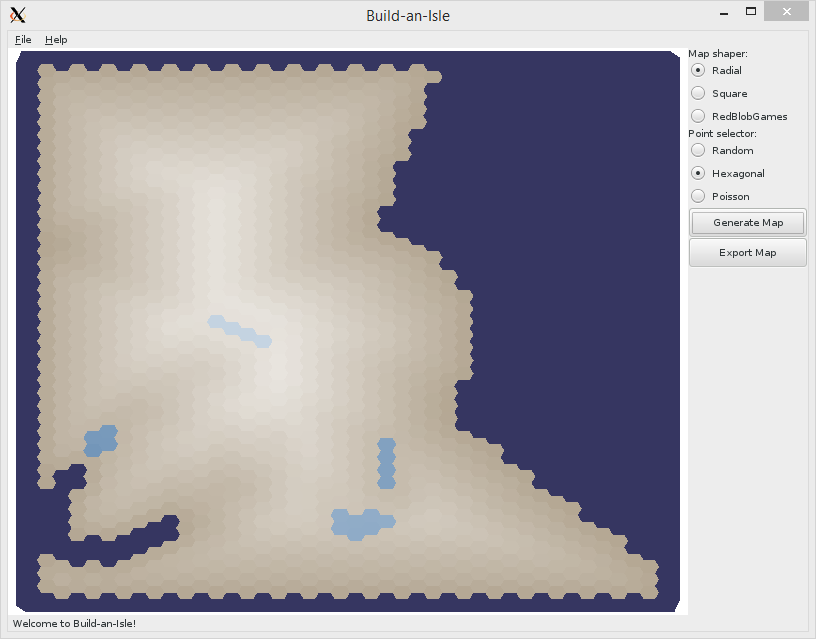 Build-an-Isle
File Help
Map shaper:
Radial
Square
RedBlobGames
Point selector:
Random
Hexagonal
Poisson
Generate Map
Export Map
Welcome to Build-an-Isle!